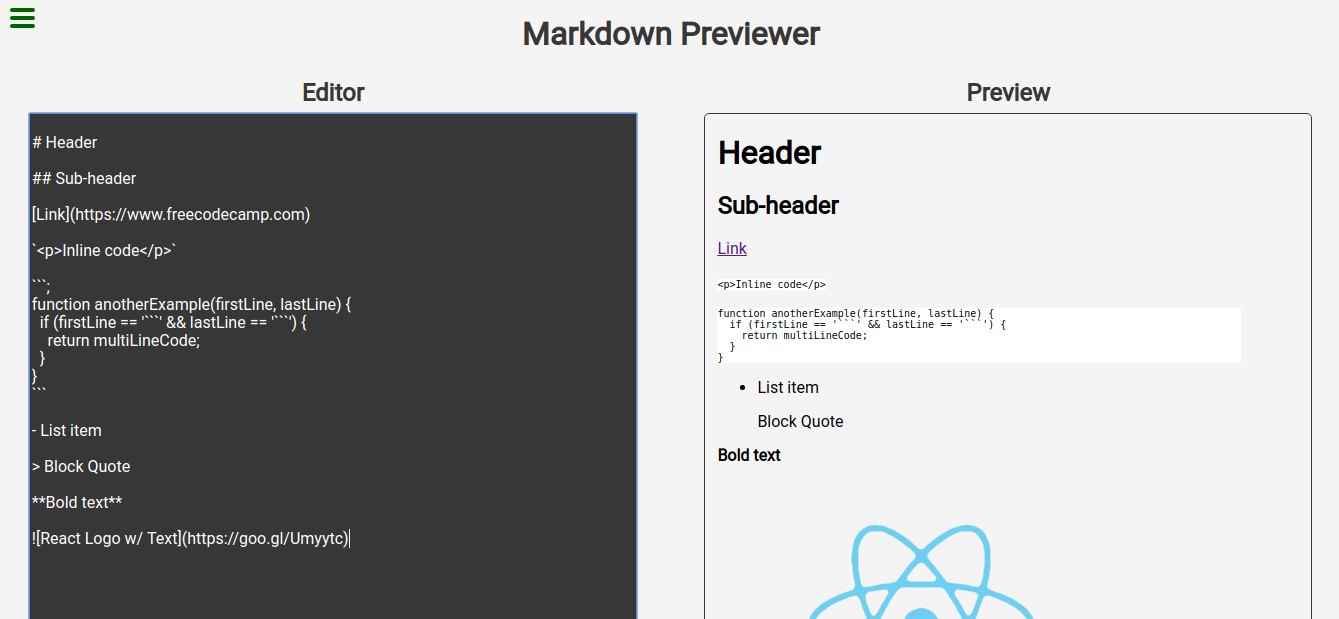 Markdown Previewer
Editor
# Header
## Sub-header
[Link](https://www.freecodecamp.com)
`<p>Inline code</p>`
```;
function anotherExample(firstLine, lastLine) {
  if (firstLine == '```' && lastLine == '```') {
    return multiLineCode;
  }
}
```
- List item
> Block Quote
**Bold text**
![React Logo w/ Text](https://goo.gl/Umyytc)
Preview
Header
Sub-header
Link
<p>Inline code</p>
function anotherExample(firstLine, lastLine) {
  if (firstLine == '```' && lastLine == '```') {
    return multiLineCode;
  }
}
• List item
Block Quote
Bold text